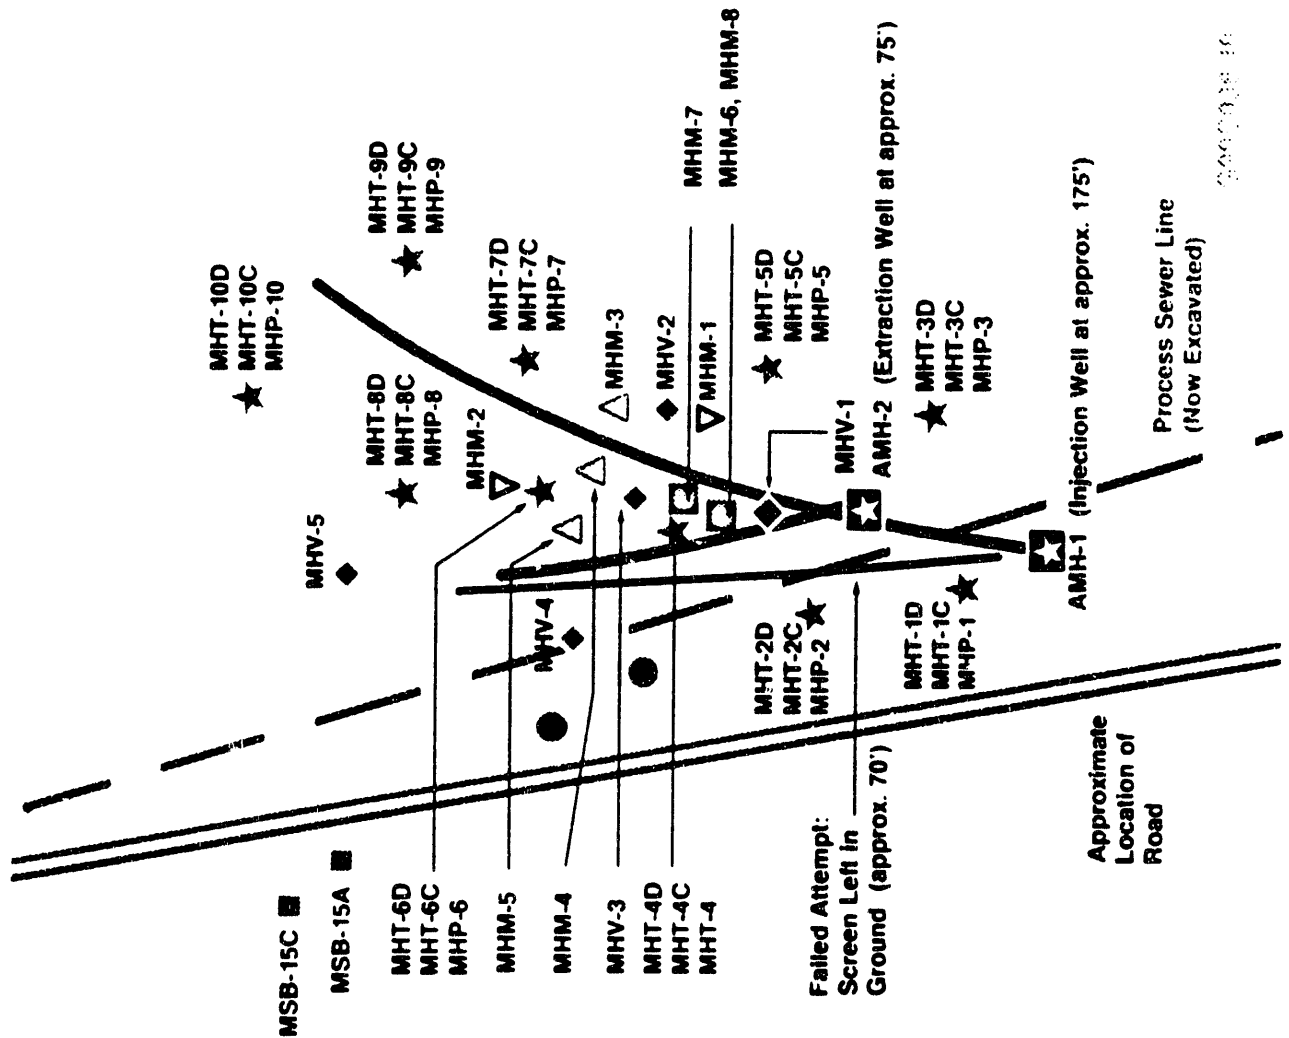 MSB-15C
MSB-15A
MHV-5
MHT-10D
MHT-10C
MHP-10
MHT-9D
MHT-9C
MHP-9
MHT-8D
MHT-8C
MHP-8
MHM-2
MHT-7D
MHT-7C
MHP-7
MHM-3
MHV-2
MHM-1
MHM-7
MHM-6, MHM-8
MHT-5D
MHT-5C
MHP-5
MHV-1
AMH-2 (Extraction Well at approx. 75')
MHT-3D
MHT-3C
MHP-3
AMH-1 (Injection Well at approx. 175')
Process Sewer Line
(Now Excavated)
MHV-4
MHT-2D
MHT-2C
MHP-2
MHT-1D
MHT-1C
MHP-1
MHT-6D
MHT-6C
MHP-6
MHM-5
MHM-4
MHV-3
MHT-4D
MHT-4C
MHT-4
Failed Attempt:
Screen Left in
Ground (approx. 70')
Approximate
Location of
Road